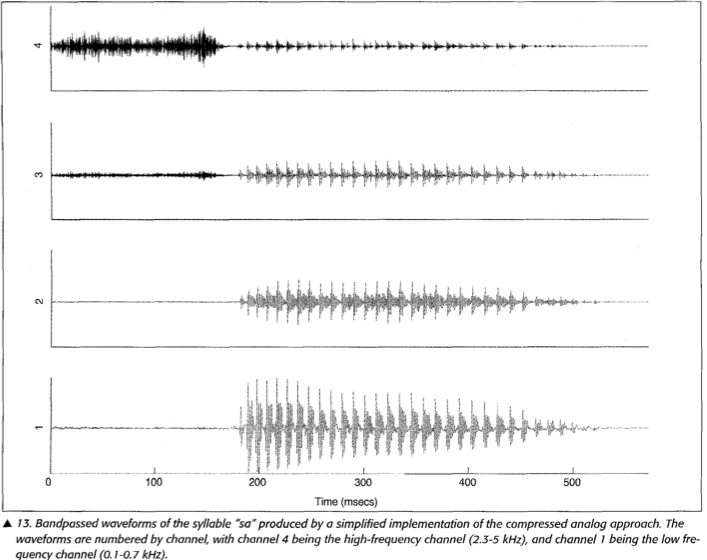 4
3
2
1
0 100 200 300 400 500
Time (msecs)
▲ 13. Bandpassed waveforms of the syllable "sa" produced by a simplified implementation of the compressed analog approach. The
waveforms are numbered by channel, with channel 4 being the high-frequency channel (2.3-5 kHz), and channel 1 being the low fre-
quency channel (0.1-0.7 kHz).